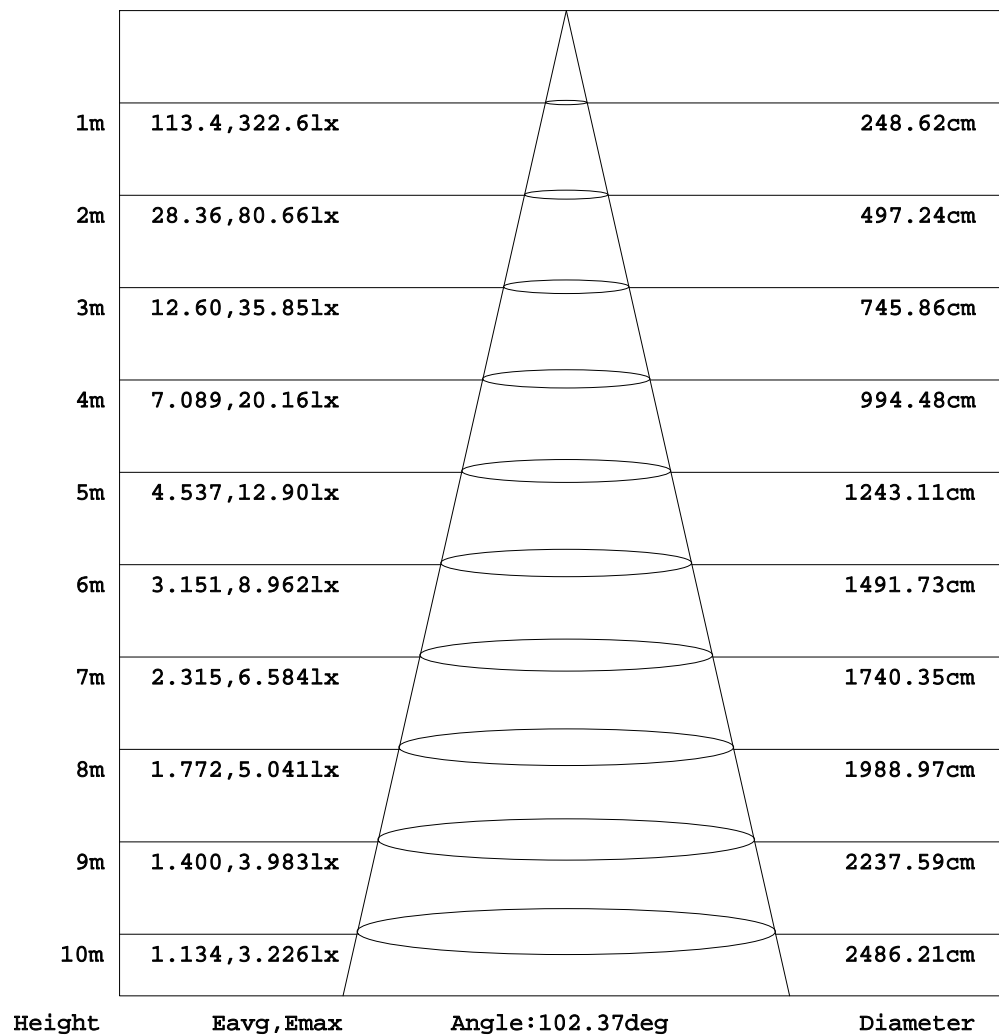 1m 113.4,322.6lx 248.62cm
2m 28.36,80.66lx 497.24cm
3m 12.60,35.85lx 745.86cm
4m 7.089,20.16lx 994.48cm
5m 4.537,12.90lx 1243.11cm
6m 3.151,8.962lx 1491.73cm
7m 2.315,6.584lx 1740.35cm
8m 1.772,5.041lx 1988.97cm
9m 1.400,3.983lx 2237.59cm
10m 1.134,3.226lx 2486.21cm
Height Eavg,Emax Angle:102.37deg Diameter